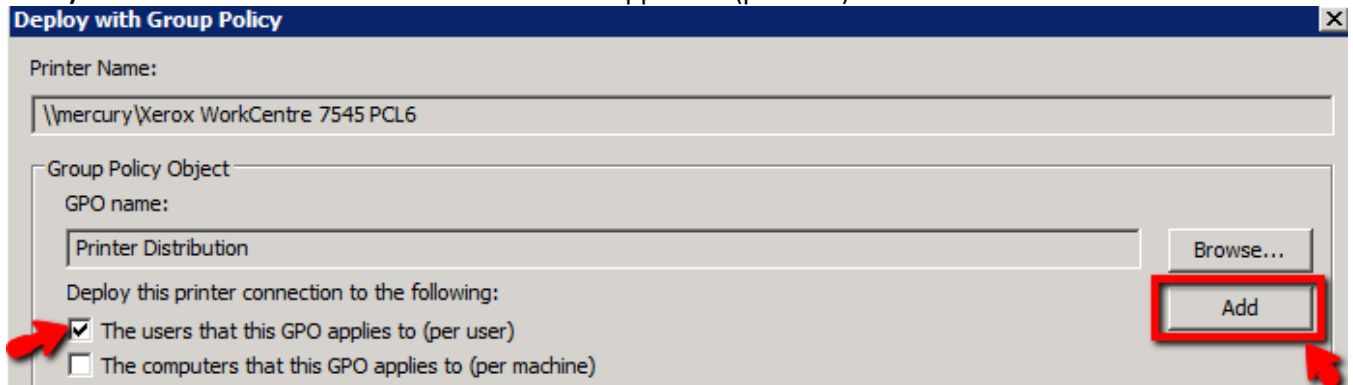 Deploy with Group Policy
Printer Name:
\\mercury\Xerox WorkCentre 7545 PCL6
Group Policy Object
GPO name:
Printer Distribution
Browse...
Deploy this printer connection to the following:
Add
The users that this GPO applies to (per user)
The computers that this GPO applies to (per machine)